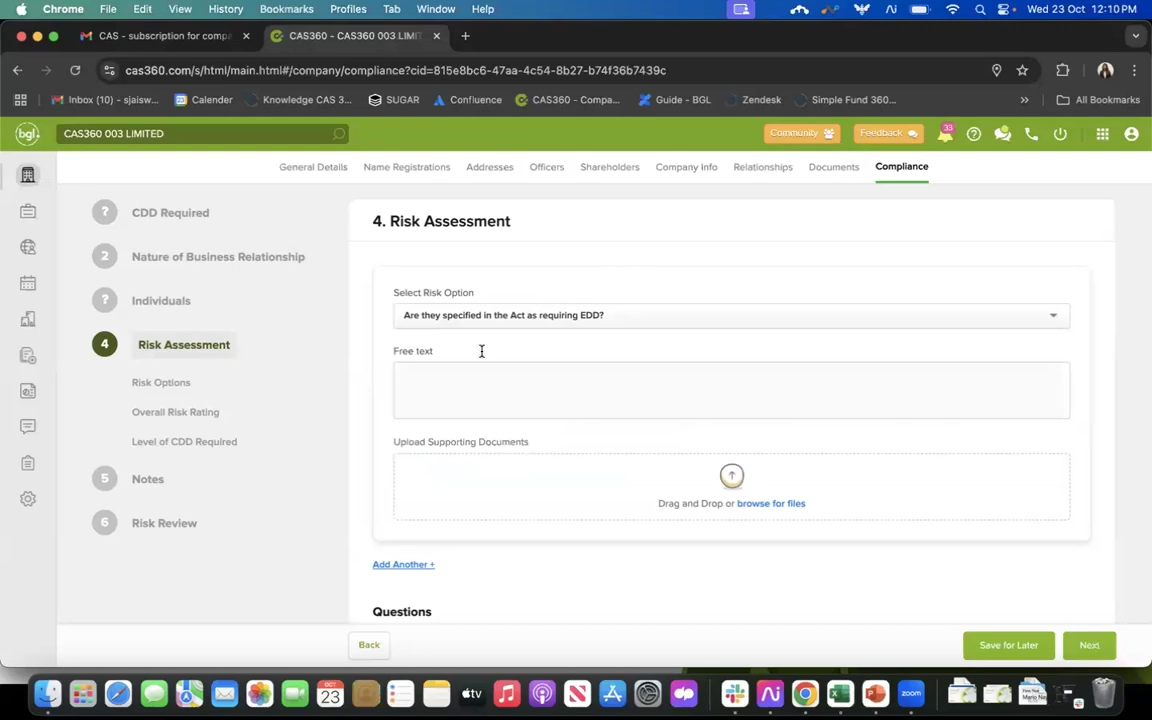 Chrome File Edit View History Bookmarks Profiles Tab Window Help Wed 23 Oct 12:10 PM
CAS - subscription for compa CAS360 - CAS360 003 LIMIT
cas360.com/s/html/main.html#/company/compliance?cid=815e8bc6-47aa-4c54-8b27-b74f36b7439c
Inbox (10) - sjaisw... Calender Knowledge CAS 3... SUGAR Confluence CAS360 - Compa... Guide - BGL Zendesk Simple Fund 360... » All Bookmarks
bgl CAS360 003 LIMITED Community Feedback 33
General Details Name Registrations Addresses Officers Shareholders Company Info Relationships Documents Compliance
? CDD Required
2 Nature of Business Relationship
? Individuals
4 Risk Assessment
Risk Options
Overall Risk Rating
Level of CDD Required
5 Notes
6 Risk Review
4. Risk Assessment
Select Risk Option
Are they specified in the Act as requiring EDD?
Free text
Upload Supporting Documents
Drag and Drop or browse for files
Add Another +
Questions
Back Save for Later Next
OCT
23
tv
zoom